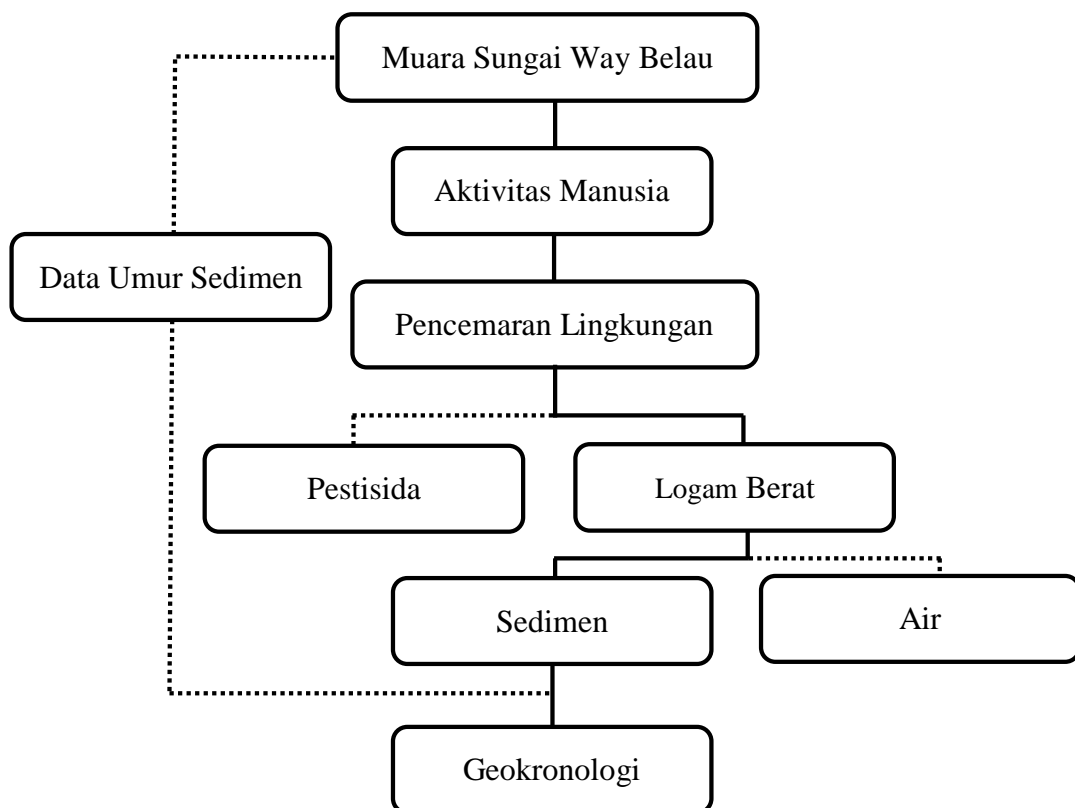 Muara Sungai Way Belau
Aktivitas Manusia
Data Umur Sedimen
Pencemaran Lingkungan
Pestisida
Logam Berat
Sedimen
Air
Geokronologi